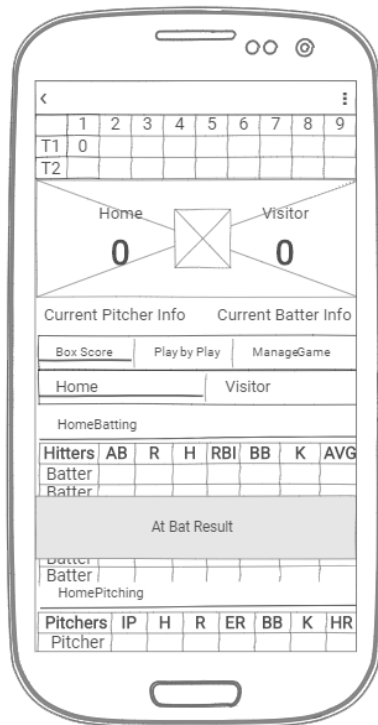 <
1 2 3 4 5 6 7 8 9
T1 0
T2
Home Visitor
0 0
Current Pitcher Info Current Batter Info
Box Score Play by Play ManageGame
Home Visitor
HomeBatting
Hitters AB R H RBI BB K AVG
Batter
Batter
At Bat Result
Batter
Batter
HomePitching
Pitchers IP H R ER BB K HR
Pitcher